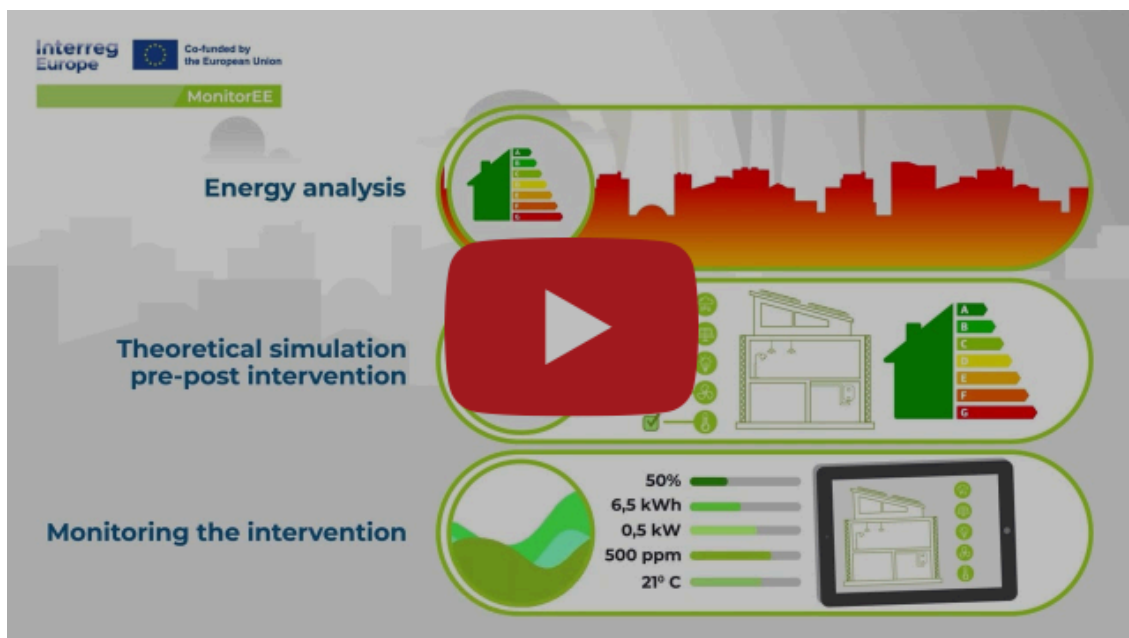 Interreg
Europe
Co-funded by
the European Union
MonitorEE
Energy analysis
A
B
C
E
F
G
Theoretical simulation
pre-post intervention
A
B
C
D
E
F
G
Monitoring the intervention
50%
6,5 kWh
0,5 kW
500 ppm
21º C